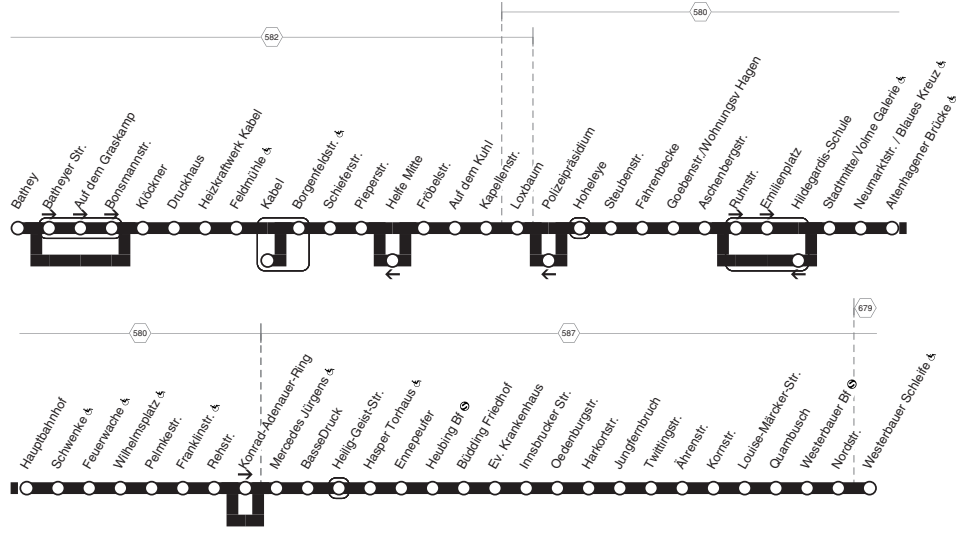 580
582
Bathey
Batheyer Str.
Auf dem Graskamp
Bonsmannstr.
Klöckner
Druckhaus
Heizkraftwerk Kabel
Feldmühle
Kabel
Borgenfeldstr.
Schieferstr.
Pieperstr.
Helfe Mitte
Fröbelstr.
Auf dem Kuhl
Kapellenstr.
Loxbaum
Polizeipräsidium
Hoheleye
Steubenstr.
Fahrenbecke
Goebenstr./Wohnungsv Hagen
Aschenbergstr.
Ruhrstr.
Emilienplatz
Hildegardis-Schule
Stadtmitte/Volme Galerie
Neumarktstr. / Blaues Kreuz
Altenhagener Brücke
679
580
587
Hauptbahnhof
Schwenke
Feuerwache
Wilhelmsplatz
Pelmkestr.
Franklinstr.
Rehstr.
Konrad-Adenauer-Ring
Mercedes Jürgens
BasseDruck
Heilig-Geist-Str.
Hasper Torhaus
Ennepeufer
Heubing Bf S
Büdding Friedhof
Ev. Krankenhaus
Innsbrucker Str.
Oedenburgstr.
Harkortstr.
Jungfernbruch
Twittingstr.
Ährenstr.
Kornstr.
Louise-Märcker-Str.
Quambusch
Westerbauer Bf S
Nordstr.
Westerbauer Schleife